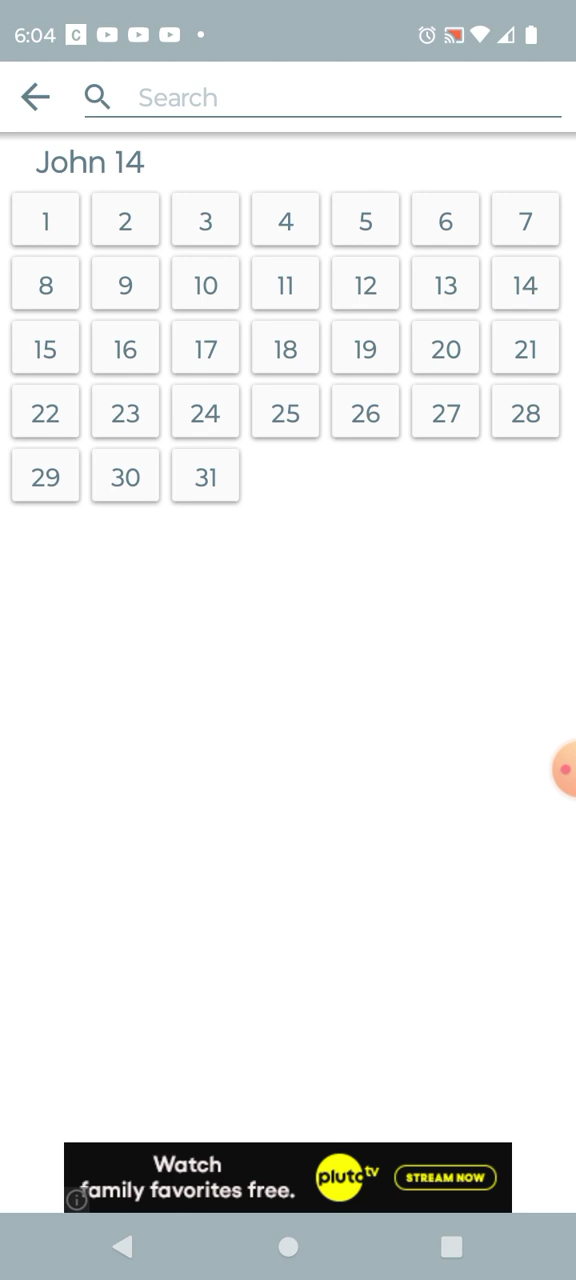 6:04
Search
John 14
1 2 3 4 5 6 7
8 9 10 11 12 13 14
15 16 17 18 19 20 21
22 23 24 25 26 27 28
29 30 31
Watch
family favorites free.
pluto tv
STREAM NOW